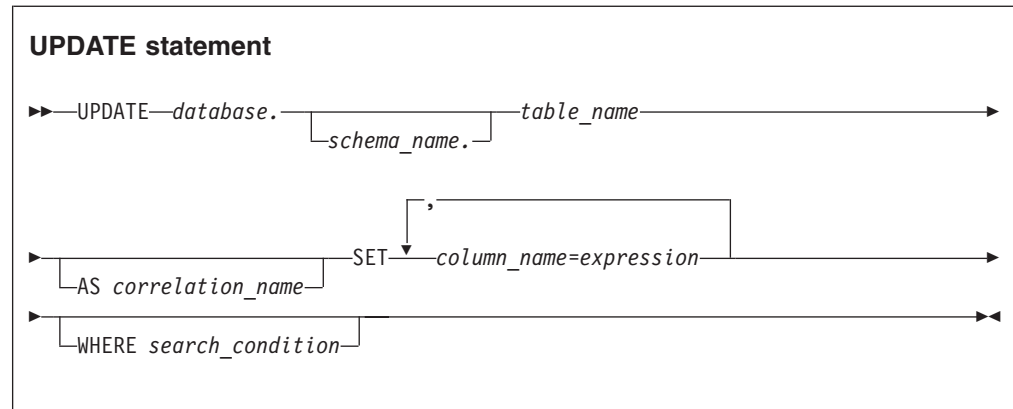 UPDATE statement
UPDATE database. table_name
schema_name.
,
SET column_name=expression
AS correlation_name
WHERE search_condition